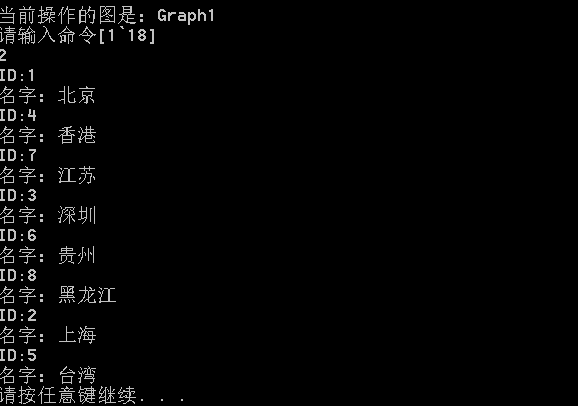 当前操作的图是：Graph1
请输入命令[1`18]
2
ID:1
名字：北京
ID:4
名字：香港
ID:7
名字：江苏
ID:3
名字：深圳
ID:6
名字：贵州
ID:8
名字：黑龙江
ID:2
名字：上海
ID:5
名字：台湾
请按任意键继续. . .